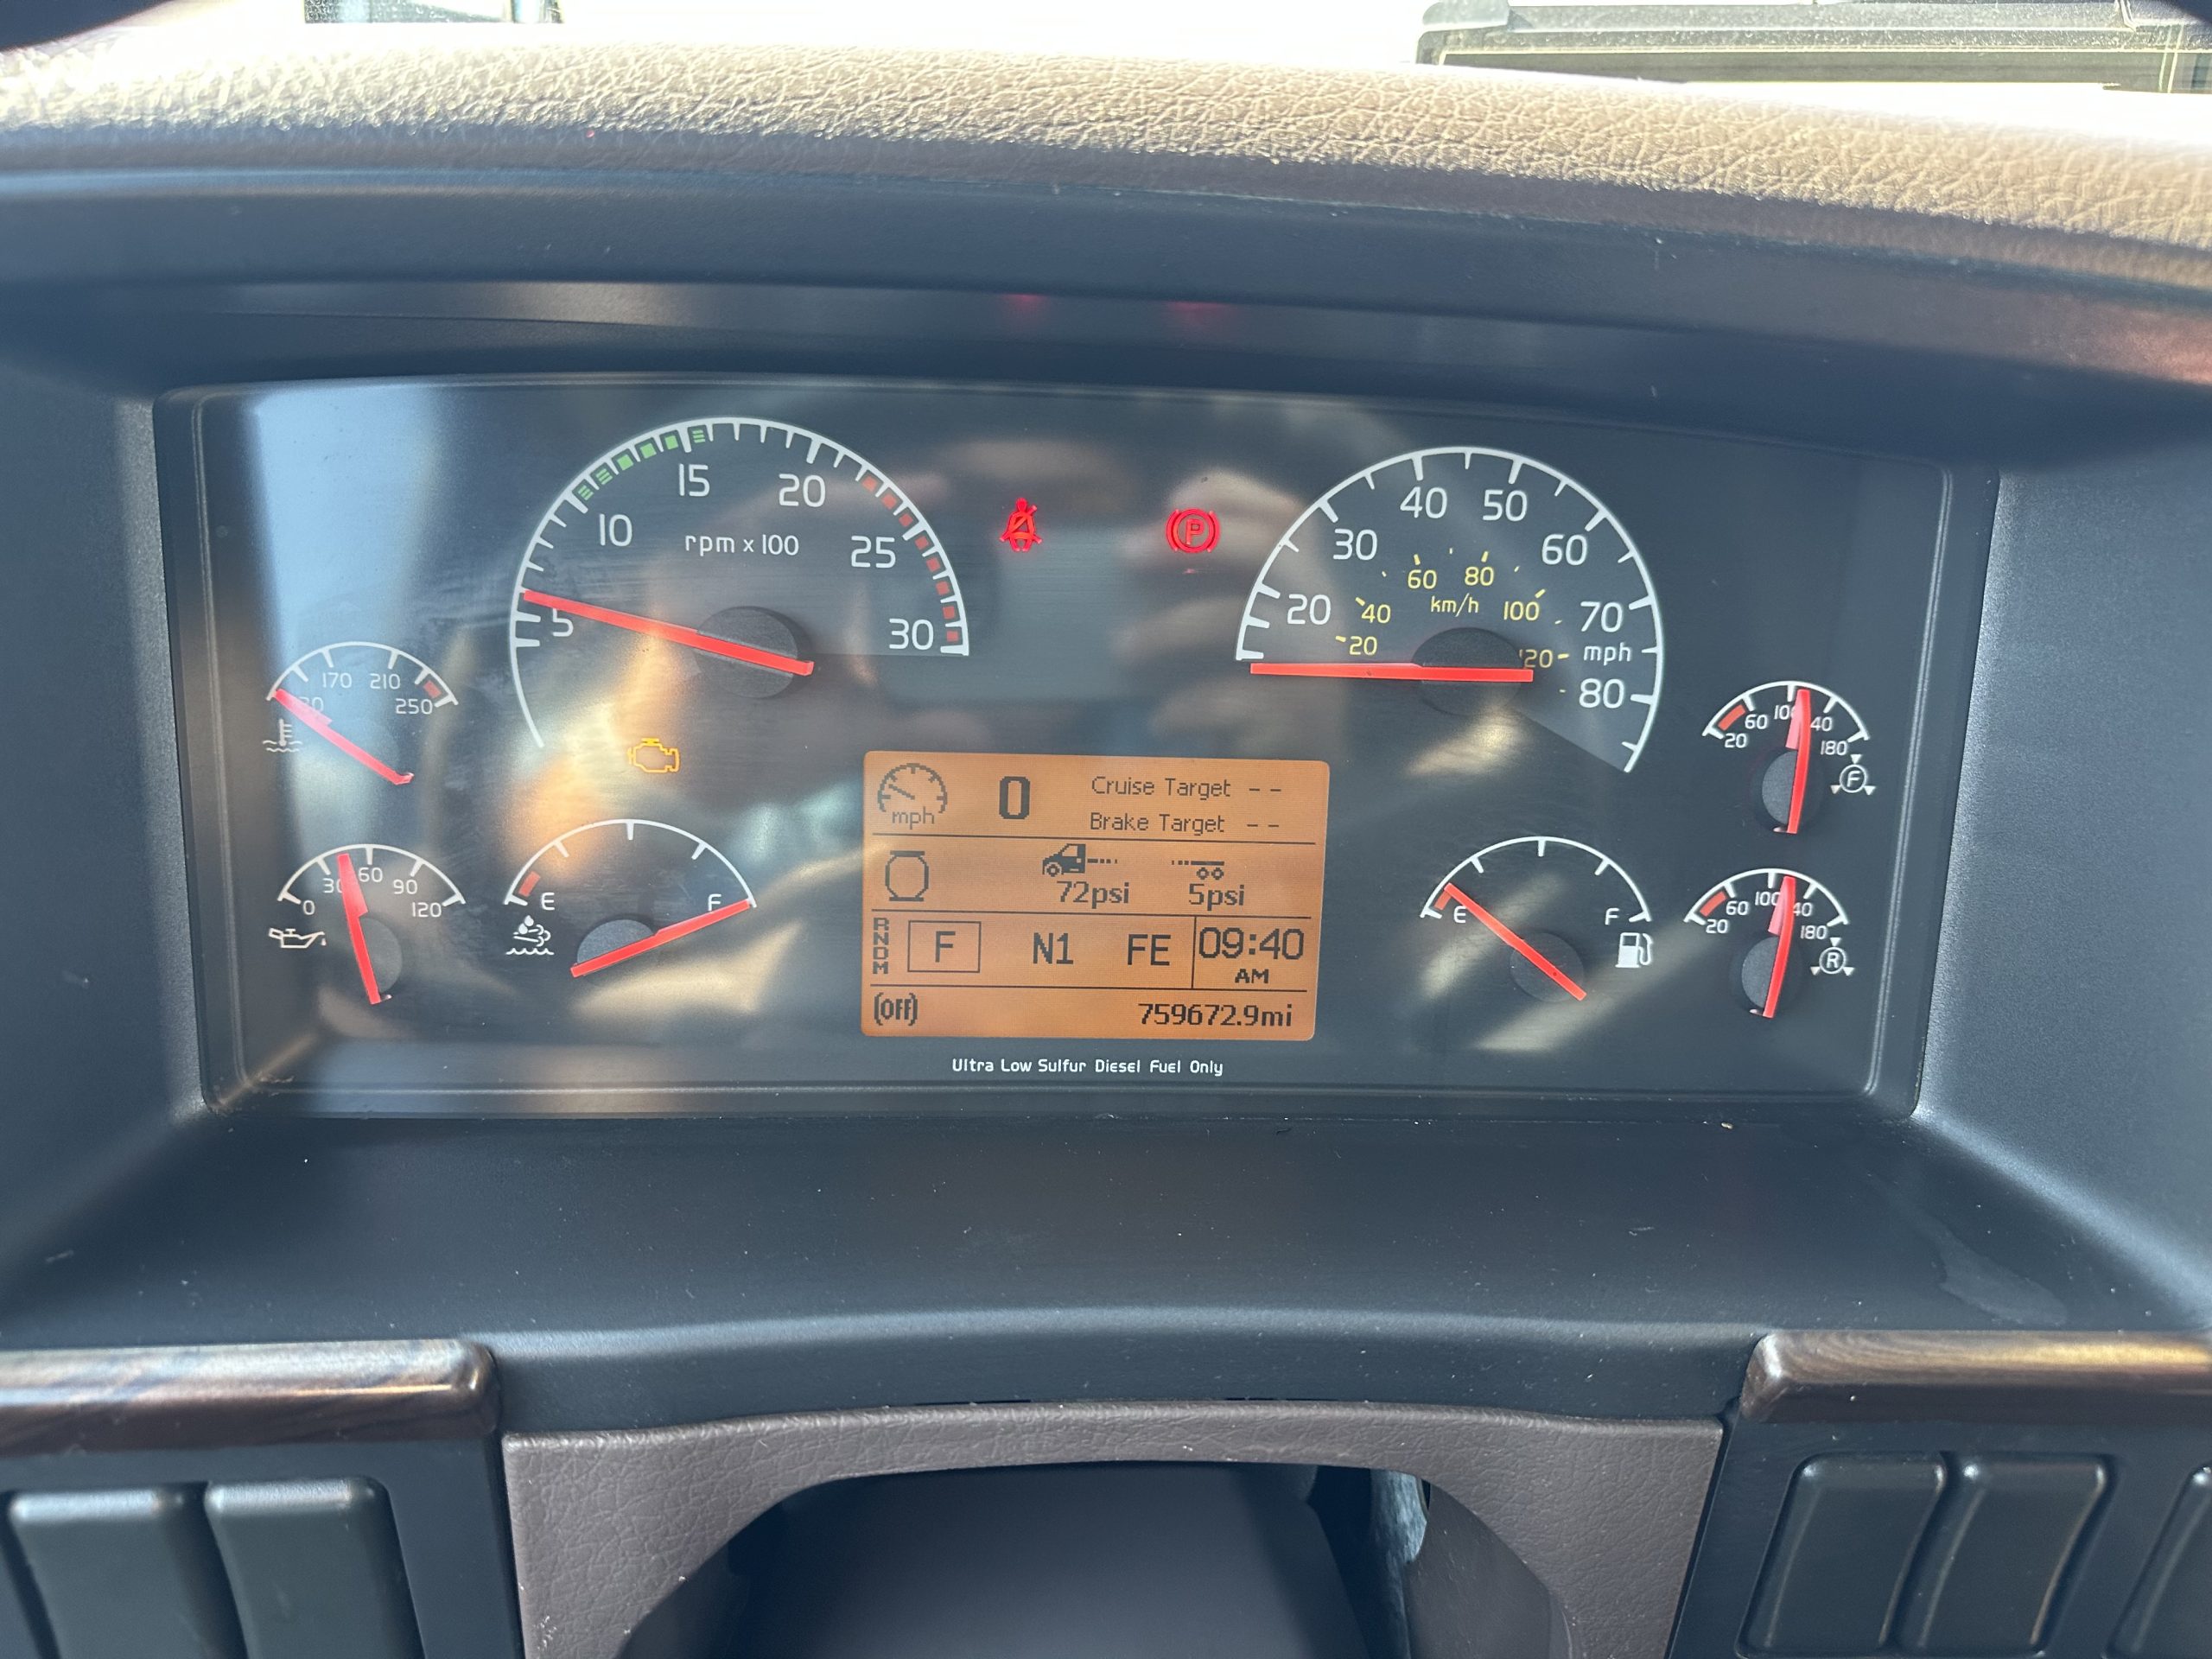 15 20
10 25
rpm x 100
5 30
P
40 50
30 60
20 70
60 80
km/h
40 100
20 120
mph
80
170 210
250
60 100 140
20 180
F
mph 0 Cruise Target --
Brake Target --
72psi 5psi
R
N
D
M
F N1 FE 09:40
AM
(OFF) 759672.9mi
30 60 90
0 120
E F
E F
60 100 140
20 180
R
Ultra Low Sulfur Diesel Fuel Only